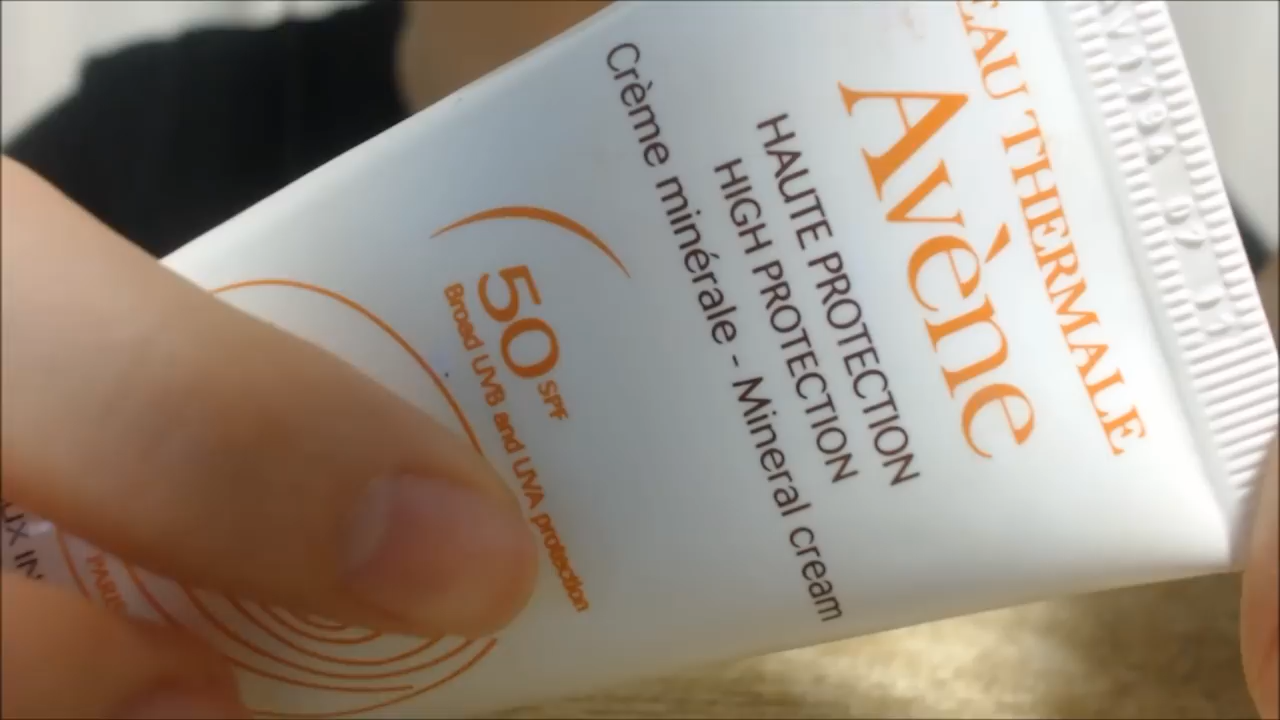 EAU THERMALE
Avène
HAUTE PROTECTION
HIGH PROTECTION
Crème minérale - Mineral cream
50 SPF
Broad UVB and UVA protection